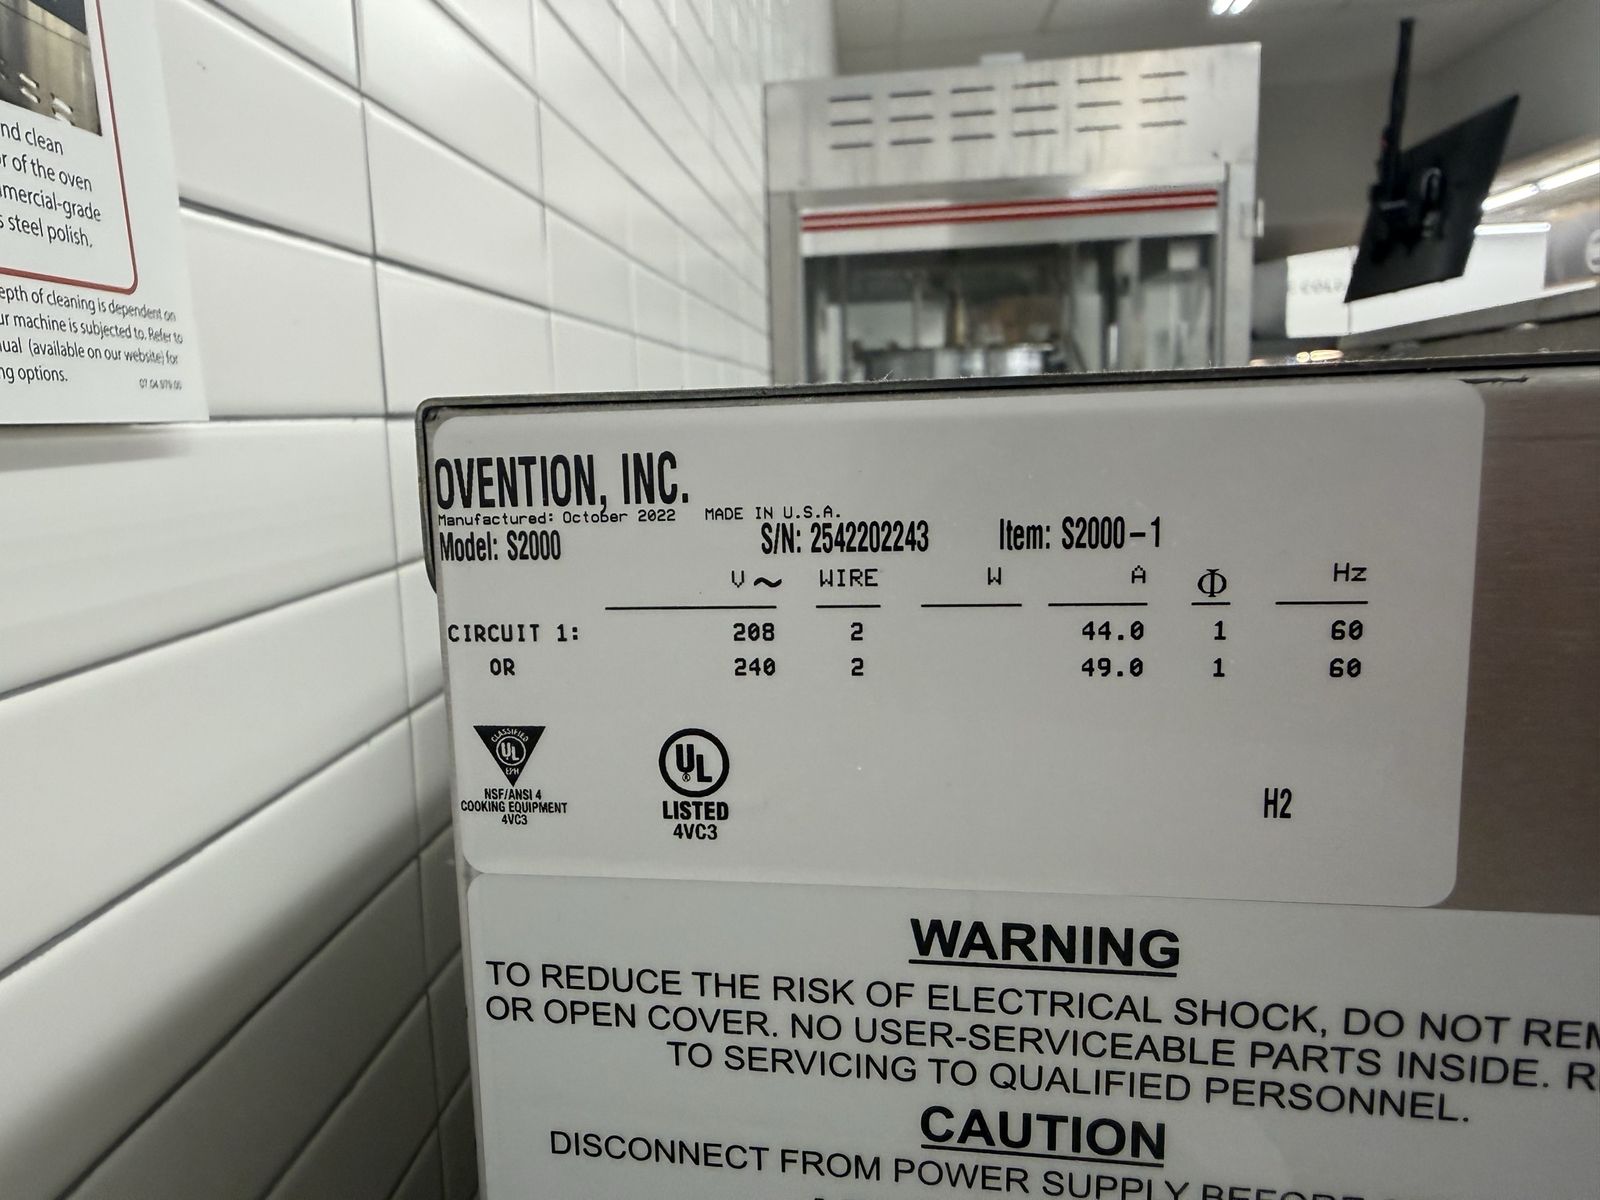 nd clean
r of the oven
mmercial-grade
s steel polish.
epth of cleaning is dependent on
ur machine is subjected to. Refer to
ual (available on our website) for
ng options.
OVENTION, INC.
Manufactured: October 2022 MADE IN U.S.A.
Model: S2000 S/N: 2542202243 Item: S2000-1
V ~ WIRE W A Φ Hz
CIRCUIT 1: 208 2 44.0 1 60
OR 240 2 49.0 1 60
CLASSIFIED
UL
EPH
NSF/ANSI 4
COOKING EQUIPMENT
4VC3
UL
®
LISTED
4VC3
H2
WARNING
TO REDUCE THE RISK OF ELECTRICAL SHOCK, DO NOT REM
OR OPEN COVER. NO USER-SERVICEABLE PARTS INSIDE. R
TO SERVICING TO QUALIFIED PERSONNEL.
CAUTION
DISCONNECT FROM POWER SUPPLY BEFORE